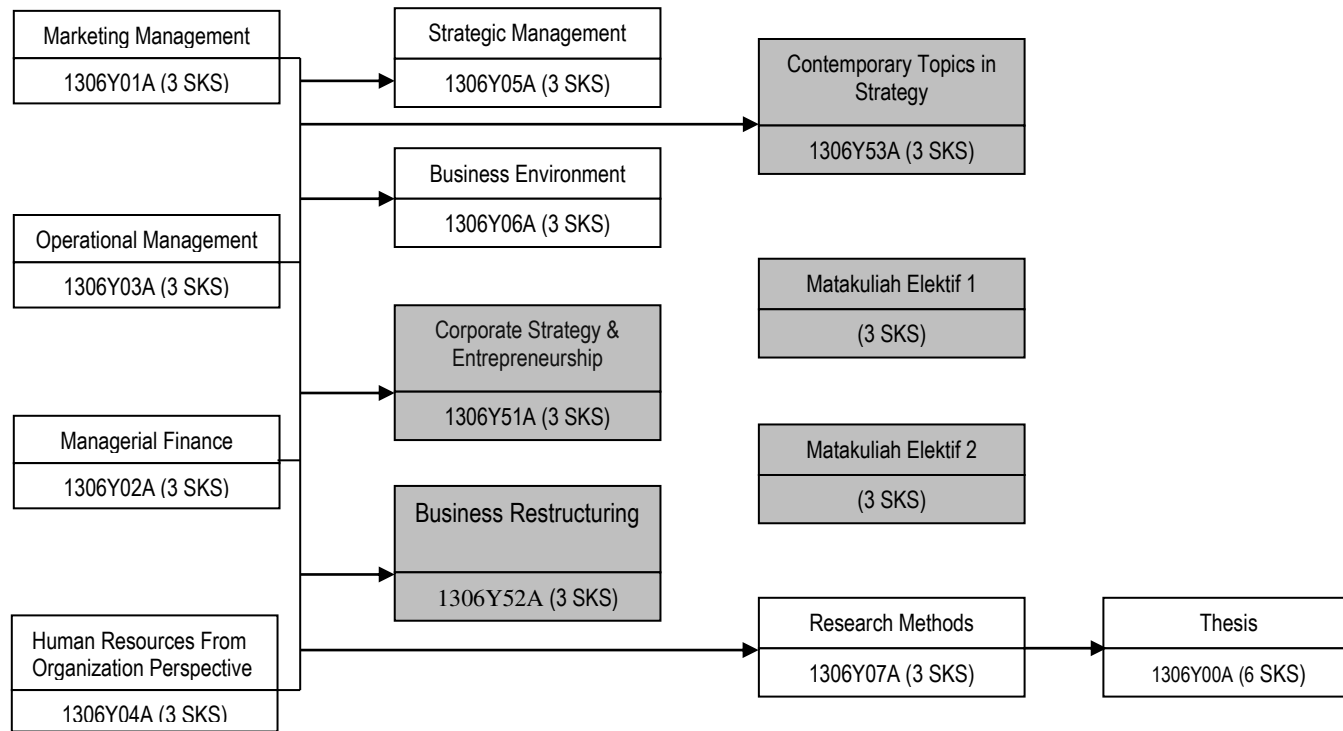 Marketing Management
1306Y01A (3 SKS)
Operational Management
1306Y03A (3 SKS)
Managerial Finance
1306Y02A (3 SKS)
Human Resources From
Organization Perspective
1306Y04A (3 SKS)
Strategic Management
1306Y05A (3 SKS)
Business Environment
1306Y06A (3 SKS)
Corporate Strategy &
Entrepreneurship
1306Y51A (3 SKS)
Business Restructuring
1306Y52A (3 SKS)
Contemporary Topics in
Strategy
1306Y53A (3 SKS)
Matakuliah Elektif 1
(3 SKS)
Matakuliah Elektif 2
(3 SKS)
Research Methods
1306Y07A (3 SKS)
Thesis
1306Y00A (6 SKS)